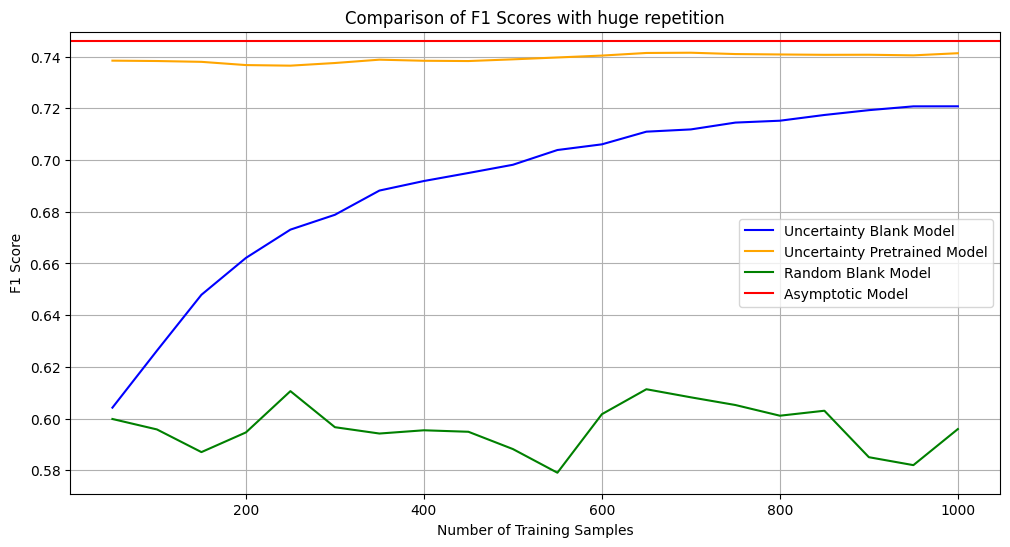 Comparison of F1 Scores with huge repetition
F1 Score
0.74
0.72
0.70
0.68
0.66
0.64
0.62
0.60
0.58
Uncertainty Blank Model
Uncertainty Pretrained Model
Random Blank Model
Asymptotic Model
200 400 600 800 1000
Number of Training Samples